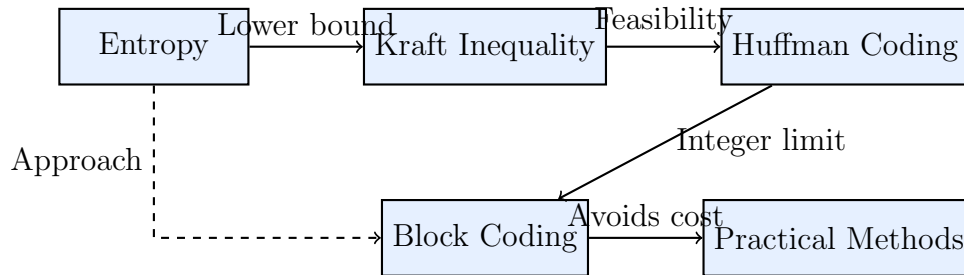 Lower bound
Feasibility
Entropy
Kraft Inequality
Huffman Coding
Integer limit
Approach
Avoids cost
Block Coding
Practical Methods